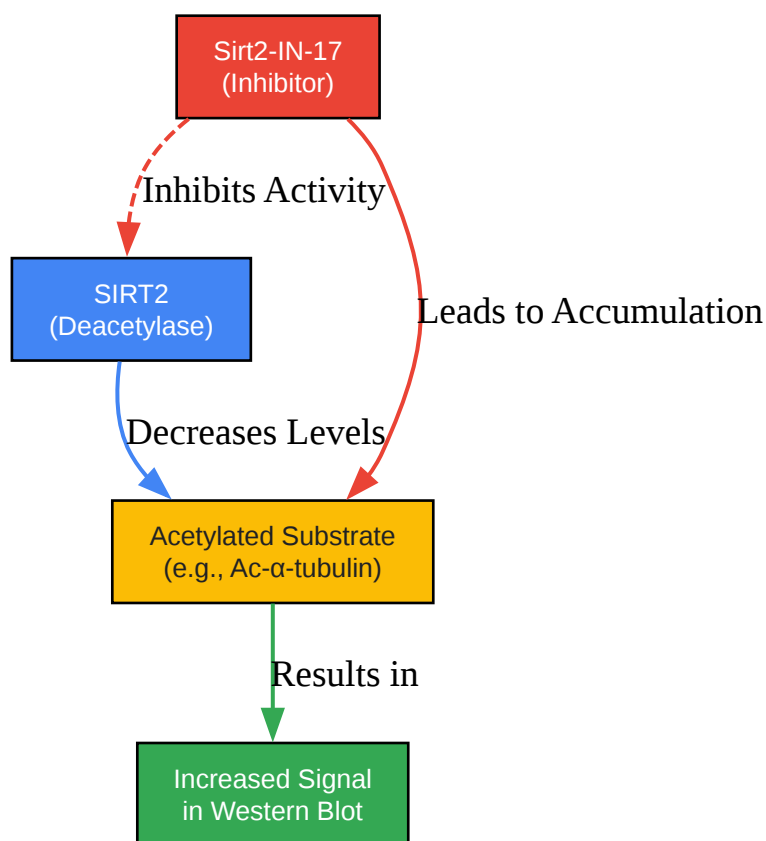 Sirt2-IN-17
(Inhibitor)
Inhibits Activity
SIRT2
(Deacetylase)
Leads to Accumulation
Decreases Levels
Acetylated Substrate
(e.g., Ac-α-tubulin)
Results in
Increased Signal
in Western Blot